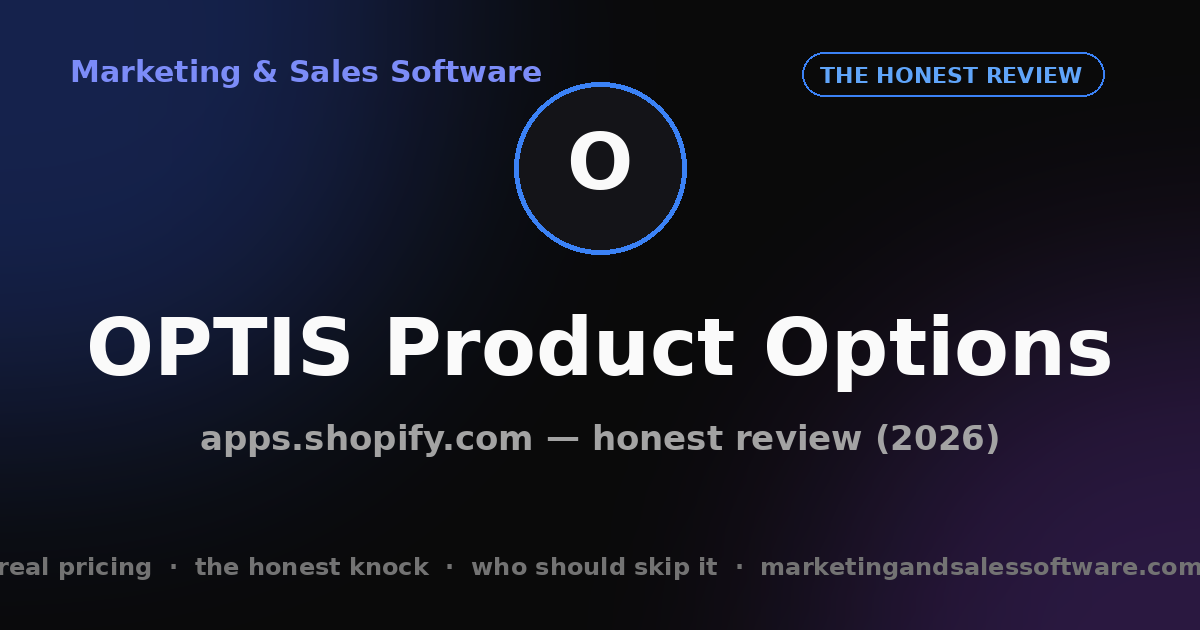 Marketing & Sales Software
THE HONEST REVIEW
O
OPTIS Product Options
apps.shopify.com — honest review (2026)
real pricing · the honest knock · who should skip it · marketingandsalessoftware.com